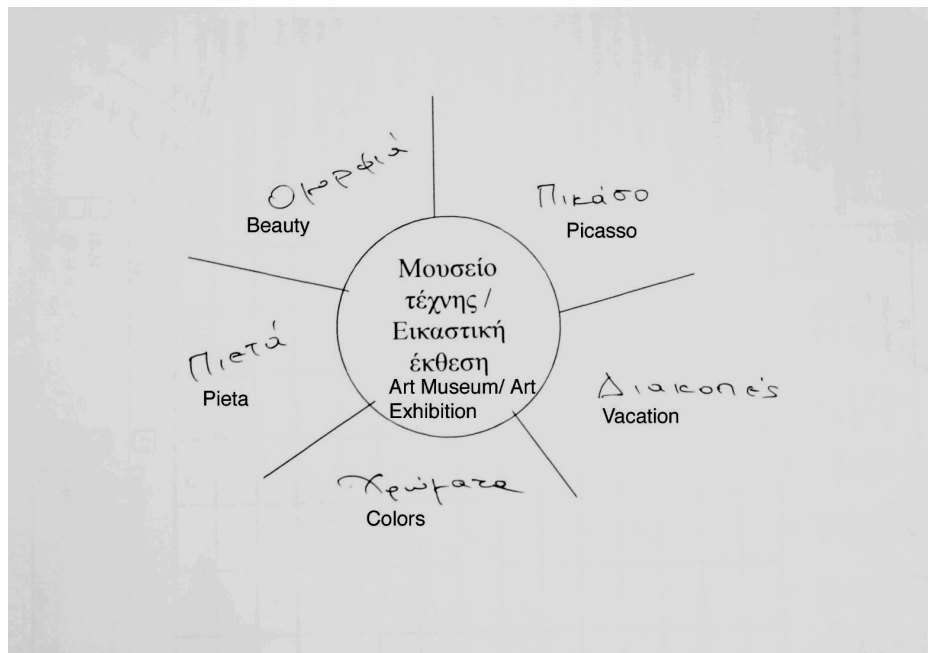 Ομορφιά
Beauty
Πικάσο
Picasso
Μουσείο
τέχνης /
Εικαστική
έκθεση
Art Museum/ Art
Exhibition
Πιετά
Pieta
Διακοπές
Vacation
Χρώματα
Colors